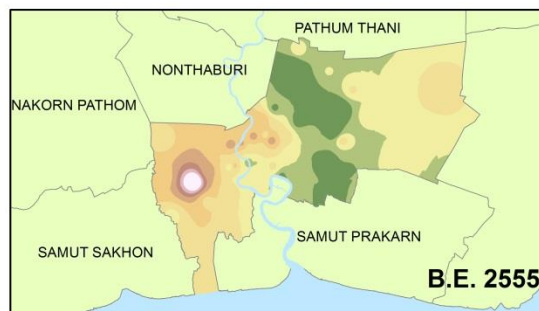 PATHUM THANI
NONTHABURI
NAKORN PATHOM
SAMUT SAKHON
SAMUT PRAKARN
B.E. 2555